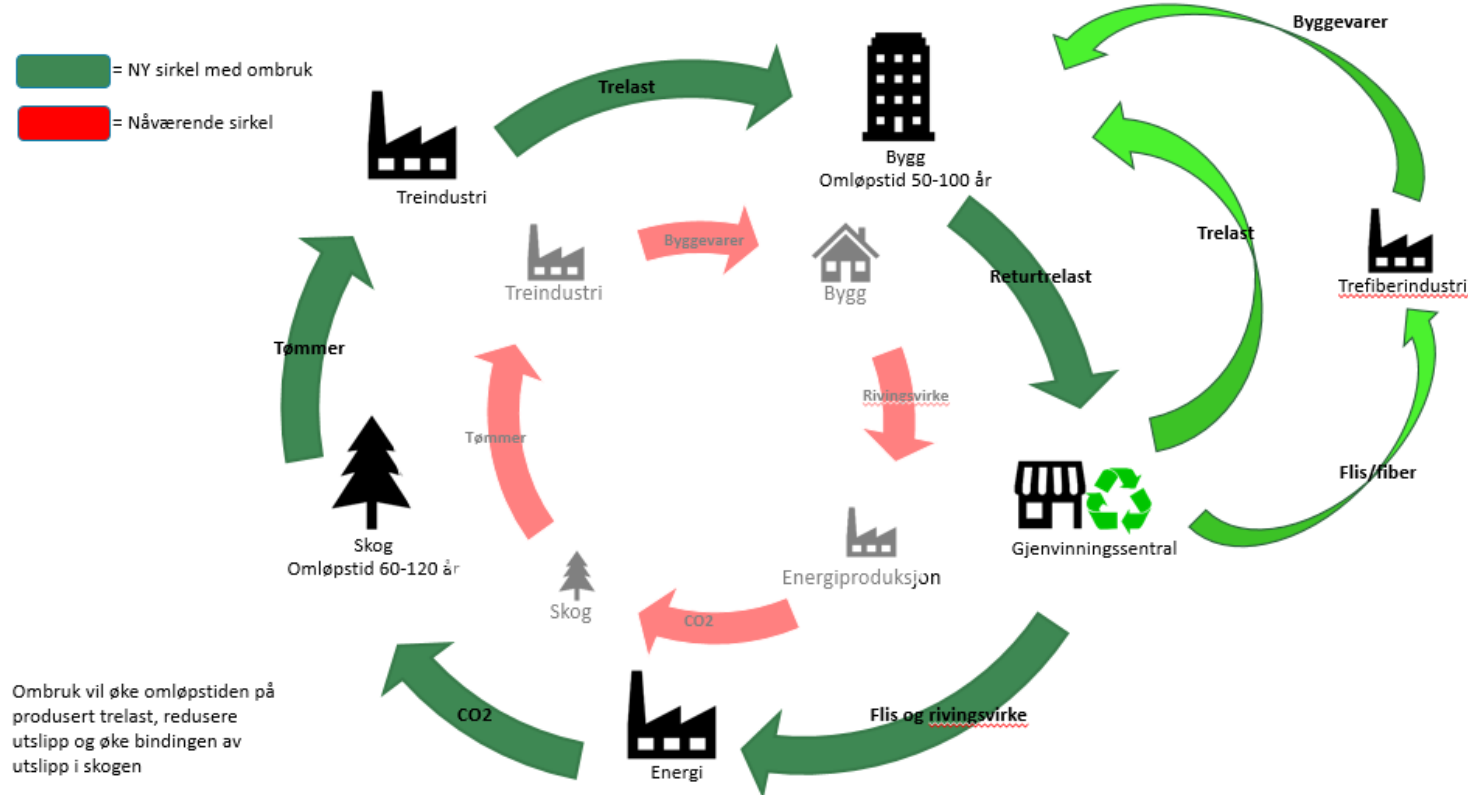 Byggevarer
= NY sirkel med ombruk
= Nåværende sirkel
Trelast
Bygg
Omløpstid 50-100 år
Treindustri
Trelast
Byggevarer
Treindustri
Bygg
Returtrelast
Trefiberindustri
Tømmer
Rivingsvirke
Tømmer
Flis/fiber
Skog
Omløpstid 60-120 år
Gjenvinningssentral
Energiproduksjon
Skog
CO2
Ombruk vil øke omløpstiden på
produsert trelast, redusere
utslipp og øke bindingen av
utslipp i skogen
CO2
Flis og rivingsvirke
Energi